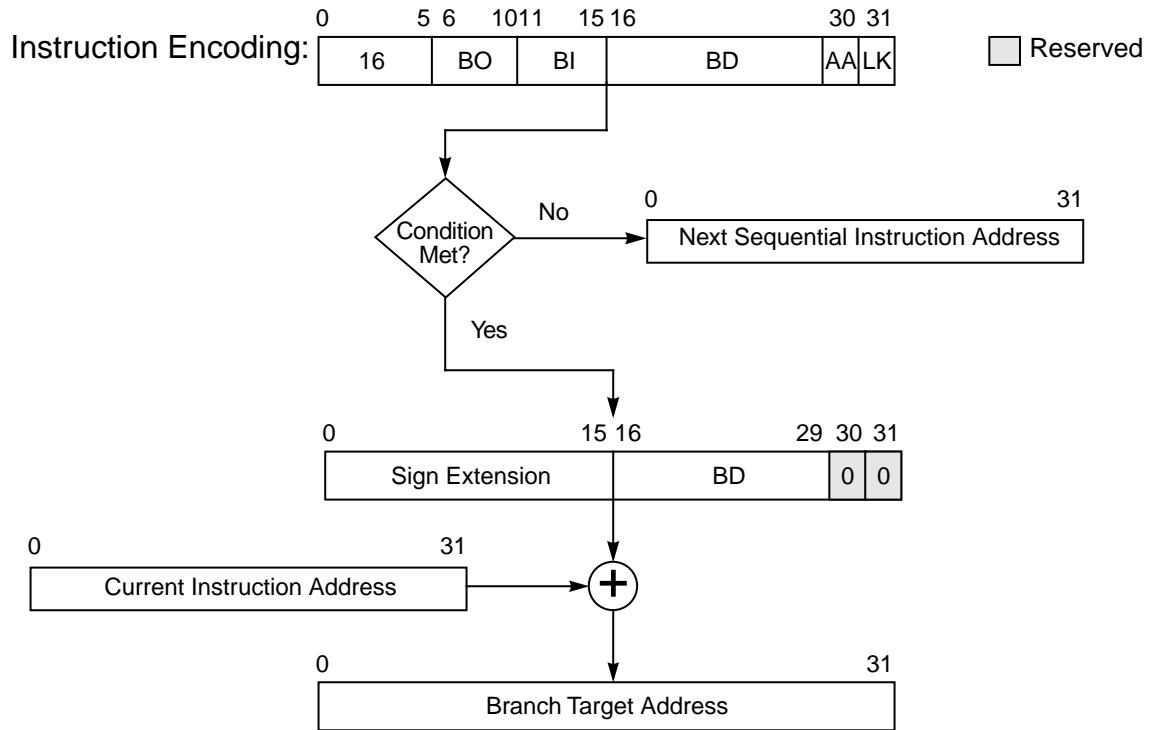 0 5 6 10 11 15 16 30 31
Instruction Encoding: 16 BO BI BD AA LK Reserved
0 31
No
Condition
Met?
Next Sequential Instruction Address
Yes
0 15 16 29 30 31
Sign Extension BD 0 0
0 31
Current Instruction Address +
0 31
Branch Target Address